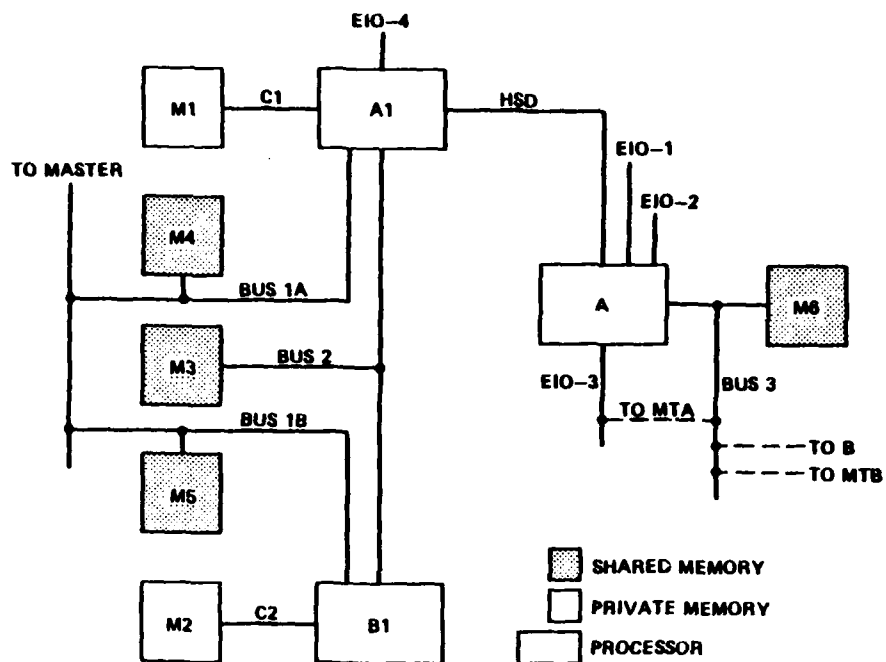 EIO-4
M1
C1
A1
HSD
TO MASTER
EIO-1
EIO-2
M4
BUS 1A
A
M6
M3
BUS 2
EIO-3
BUS 3
BUS 1B
TO MTA
TO B
TO MTB
M5
M2
C2
B1
SHARED MEMORY
PRIVATE MEMORY
PROCESSOR